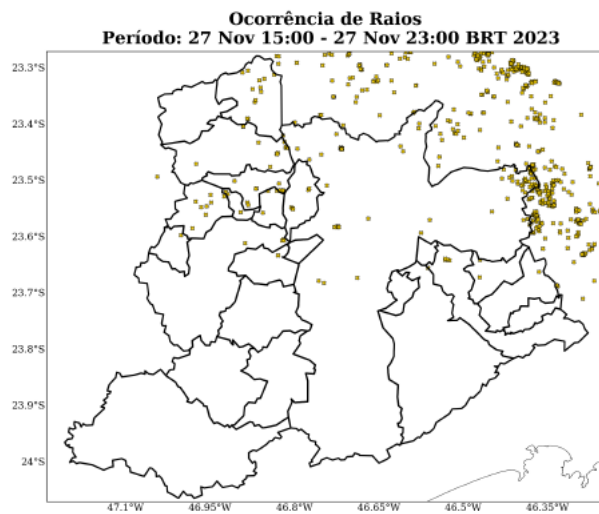 Ocorrência de Raios
Período: 27 Nov 15:00 - 27 Nov 23:00 BRT 2023
23.3°S
23.4°S
23.5°S
23.6°S
23.7°S
23.8°S
23.9°S
24°S
47.1°W
46.95°W
46.8°W
46.65°W
46.5°W
46.35°W